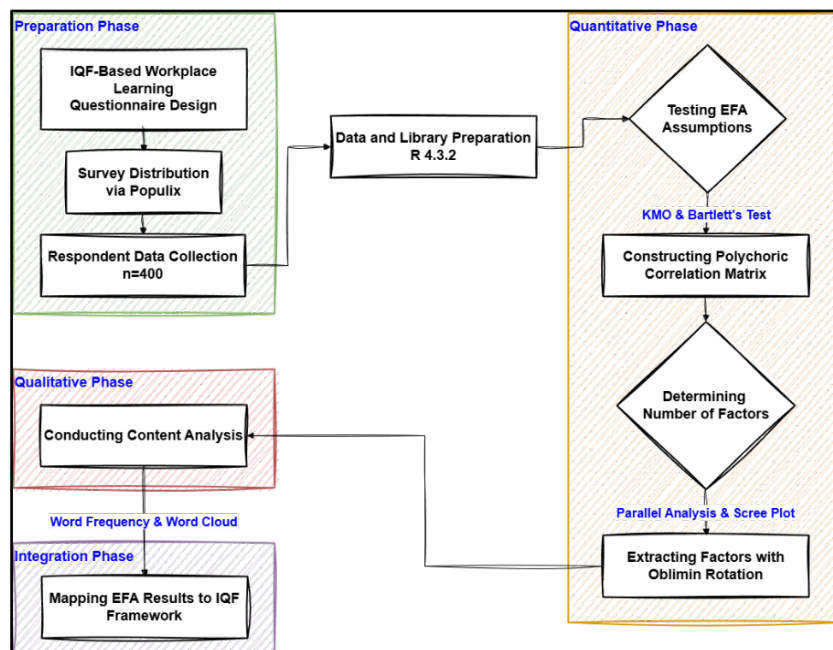 Preparation Phase
IQF-Based Workplace
Learning
Questionnaire Design
Survey Distribution
via Populix
Respondent Data Collection
n=400
Data and Library Preparation
R 4.3.2
Quantitative Phase
Testing EFA
Assumptions
KMO & Bartlett's Test
Constructing Polychoric
Correlation Matrix
Determining
Number of Factors
Parallel Analysis & Scree Plot
Extracting Factors with
Oblimin Rotation
Qualitative Phase
Conducting Content Analysis
Word Frequency & Word Cloud
Integration Phase
Mapping EFA Results to IQF
Framework